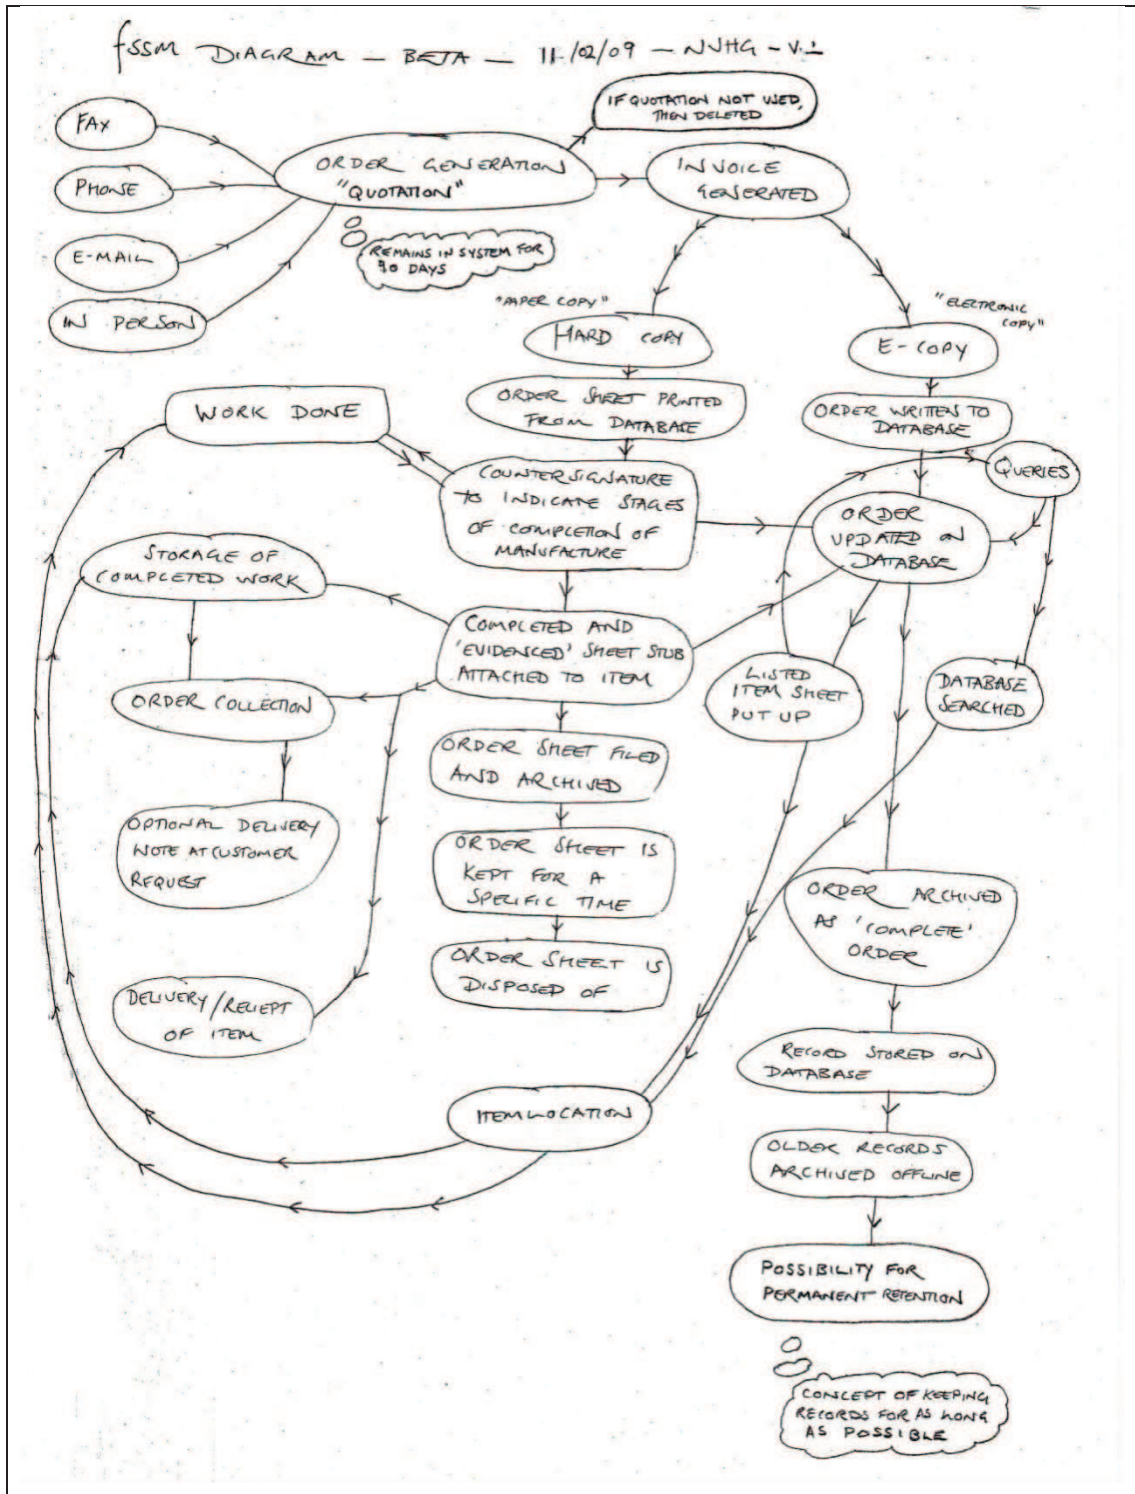 fSSM DIAGRAM — BETA — 11/02/09 — NJHG — V.1
IF QUOTATION NOT USED,
THEN DELETED
FAX
ORDER GENERATION
"QUOTATION"
INVOICE
GENERATED
PHONE
REMAINS IN SYSTEM FOR
90 DAYS
E-MAIL
IN PERSON
"PAPER COPY"
HARD COPY
"ELECTRONIC
COPY"
E-COPY
WORK DONE
ORDER SHEET PRINTED
FROM DATABASE
ORDER WRITTEN TO
DATABASE
QUERIES
COUNTERSIGNATURE
TO INDICATE STAGES
OF COMPLETION OF
MANUFACTURE
ORDER
UPDATED ON
DATABASE
STORAGE OF
COMPLETED WORK
COMPLETED AND
'EVIDENCED' SHEET STUB
ATTACHED TO ITEM
LISTED
ITEM SHEET
PUT UP
DATABASE
SEARCHED
ORDER COLLECTION
ORDER SHEET FILED
AND ARCHIVED
OPTIONAL DELIVERY
NOTE AT CUSTOMER
REQUEST
ORDER SHEET IS
KEPT FOR A
SPECIFIC TIME
ORDER ARCHIVED
AS 'COMPLETE'
ORDER
ORDER SHEET IS
DISPOSED OF
DELIVERY/RECIEPT
OF ITEM
RECORD STORED ON
DATABASE
ITEM LOCATION
OLDER RECORDS
ARCHIVED OFFLINE
POSSIBILITY FOR
PERMANENT RETENTION
CONCEPT OF KEEPING
RECORDS FOR AS LONG
AS POSSIBLE